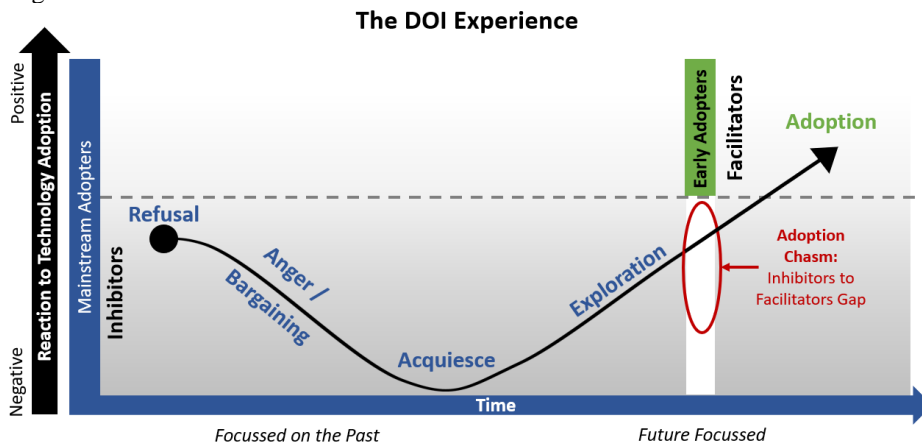 The DOI Experience
Reaction to Technology Adoption
Positive
Negative
Mainstream Adopters
Inhibitors
Refusal
Anger /
Bargaining
Acquiesce
Exploration
Early Adopters
Facilitators
Adoption
Adoption
Chasm:
Inhibitors to
Facilitators Gap
Time
Focussed on the Past
Future Focussed